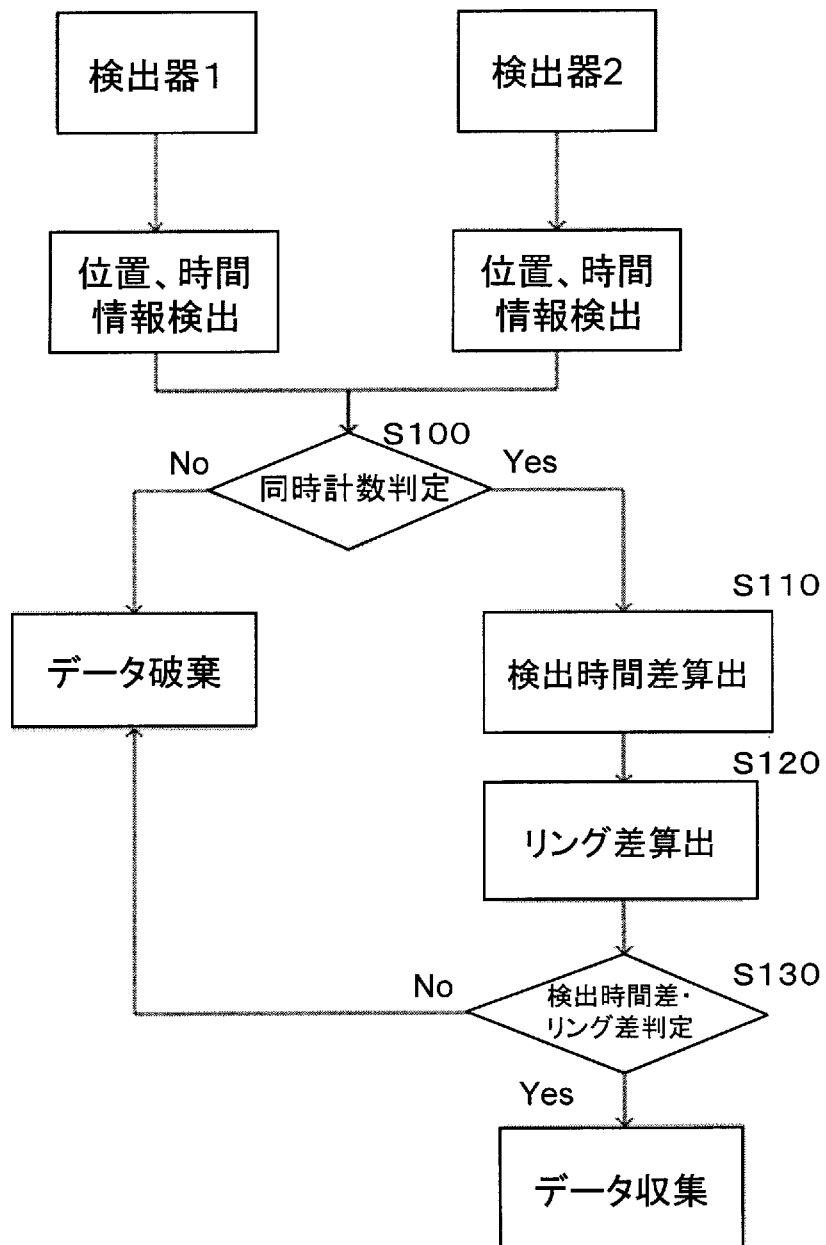 検出器1
検出器2
位置、時間
情報検出
位置、時間
情報検出
S100
No
Yes
同時計数判定
データ破棄
S110
検出時間差算出
S120
リング差算出
S130
No
検出時間差・
リング差判定
Yes
データ収集